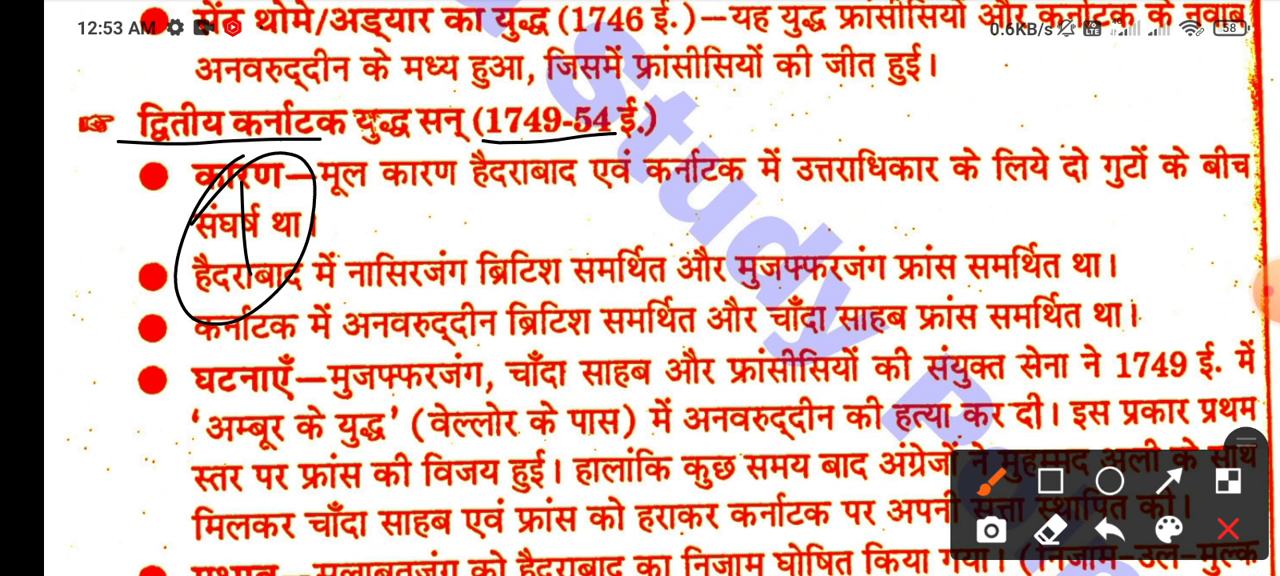 सेंठ थोमे/अड्यार का युद्ध (1746 ई.)–यह युद्ध फ्रांसीसियों और कर्नाटक के नवाब
12:53 AM 0.6KB/s 58
अनवरुद्दीन के मध्य हुआ, जिसमें फ्रांसीसियों की जीत हुई।
द्वितीय कर्नाटक युद्ध सन् (1749-54 ई.)
कारण–मूल कारण हैदराबाद एवं कर्नाटक में उत्तराधिकार के लिये दो गुटों के बीच
संघर्ष था।
हैदराबाद में नासिरजंग ब्रिटिश समर्थित और मुजफ्फरजंग फ्रांस समर्थित था।
कर्नाटक में अनवरुद्दीन ब्रिटिश समर्थित और चाँदा साहब फ्रांस समर्थित था।
घटनाएँ–मुजफ्फरजंग, चाँदा साहब और फ्रांसीसियों की संयुक्त सेना ने 1749 ई. में
‘अम्बूर के युद्ध’ (वेल्लोर के पास) में अनवरुद्दीन की हत्या कर दी। इस प्रकार प्रथम
स्तर पर फ्रांस की विजय हुई। हालांकि कुछ समय बाद अंग्रेजों ने मुहम्मद अली के साथ
मिलकर चाँदा साहब एवं फ्रांस को हराकर कर्नाटक पर अपनी सत्ता स्थापित की।
सलाबतजंग को हैदराबाद का निजाम घोषित किया गया। (निजाम-उल-मुल्क
Study